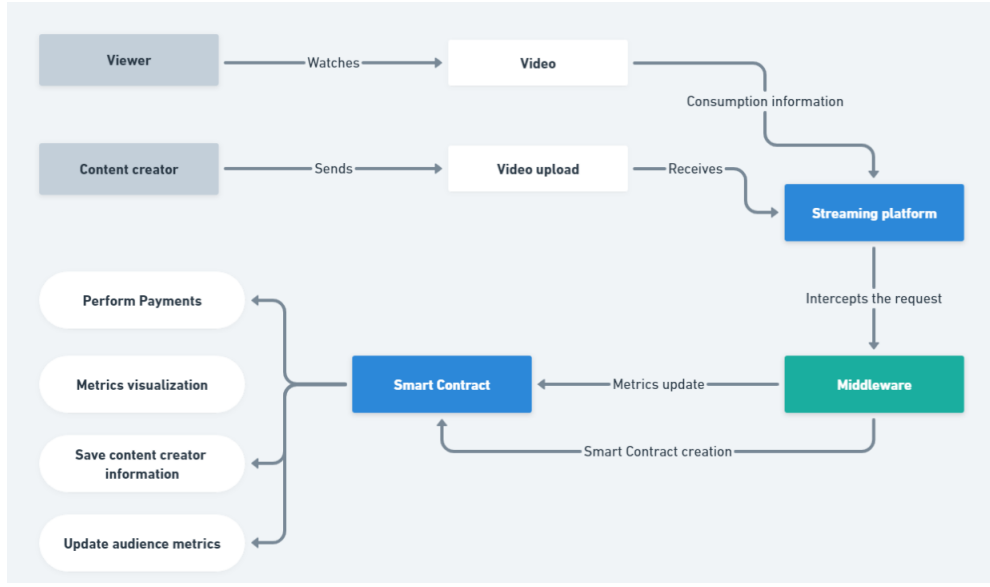 Viewer
Watches
Video
Consumption information
Content creator
Sends
Video upload
Receives
Streaming platform
Intercepts the request
Perform Payments
Metrics visualization
Smart Contract
Metrics update
Middleware
Save content creator
information
Smart Contract creation
Update audience metrics